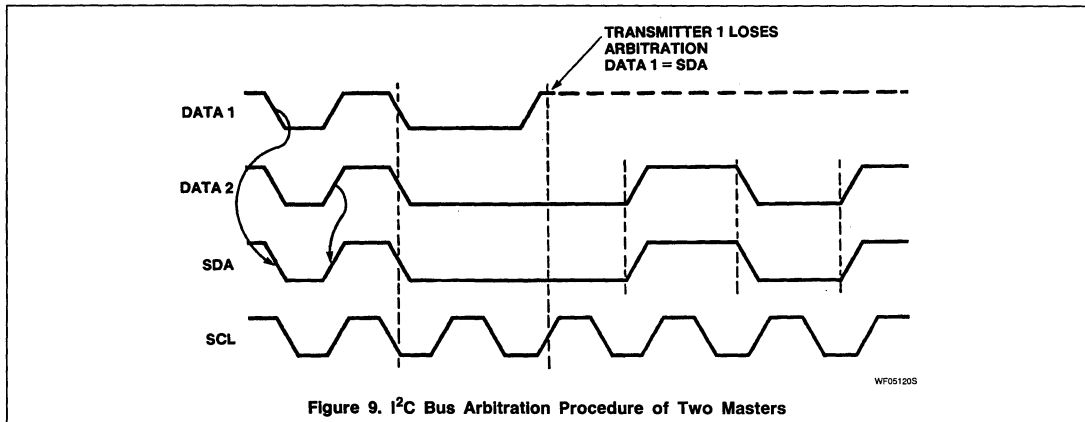 TRANSMITTER 1 LOSES
ARBITRATION
DATA 1 = SDA
DATA 1
DATA 2
SDA
SCL
WF05120S
Figure 9. I²C Bus Arbitration Procedure of Two Masters